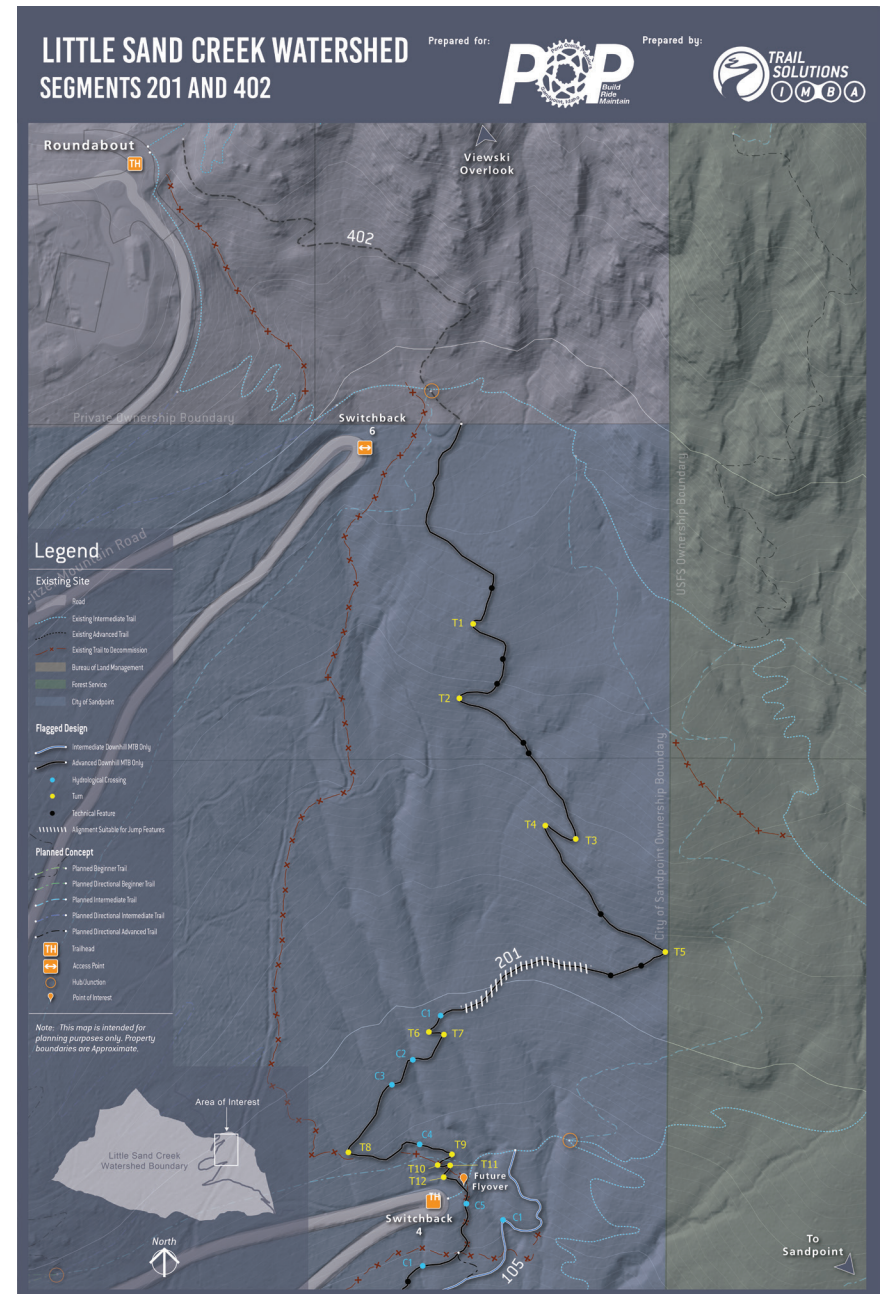 LITTLE SAND CREEK WATERSHED
SEGMENTS 201 AND 402
Prepared for:
POP
Build
Ride
Maintain
Prepared by:
TRAIL
SOLUTIONS
IMBA
Roundabout
TH
Viewski
Overlook
402
Private Ownership Boundary
Switchback
6
USFS Ownership Boundary
Legend
Existing Site
Road
Existing Intermediate Trail
Existing Advanced Trail
Existing Trail to Decommission
Bureau of Land Management
Forest Service
City of Sandpoint
Flagged Design
Intermediate Downhill MTB Only
Advanced Downhill MTB Only
Hydrological Crossing
Turn
Technical Feature
Alignment Suitable for Jump Features
Planned Concept
Planned Beginner Trail
Planned Directional Beginner Trail
Planned Intermediate Trail
Planned Directional Intermediate Trail
Planned Directional Advanced Trail
TH
Trailhead
Access Point
Hub/Junction
Point of Interest
Note: This map is intended for
planning purposes only. Property
boundaries are Approximate.
T1
T2
City of Sandpoint Ownership Boundary
T4
T3
T5
201
C1
T6
T7
C2
C3
C4
T8
T9
T10
T11
T12
Future
Flyover
TH
C5
Switchback
4
C1
C1
105
Area of Interest
Little Sand Creek
Watershed Boundary
North
To
Sandpoint